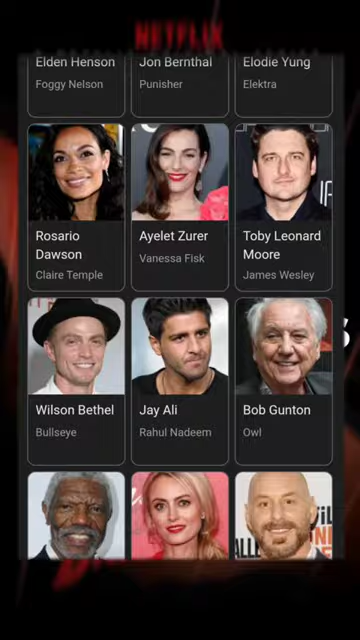 NETFLIX
Elden Henson
Jon Bernthal
Elodie Yung
Foggy Nelson
Punisher
Elektra
Rosario
Dawson
Claire Temple
Ayelet Zurer
Vanessa Fisk
Toby Leonard
Moore
James Wesley
Wilson Bethel
Bullseye
Jay Ali
Rahul Nadeem
Bob Gunton
Owl